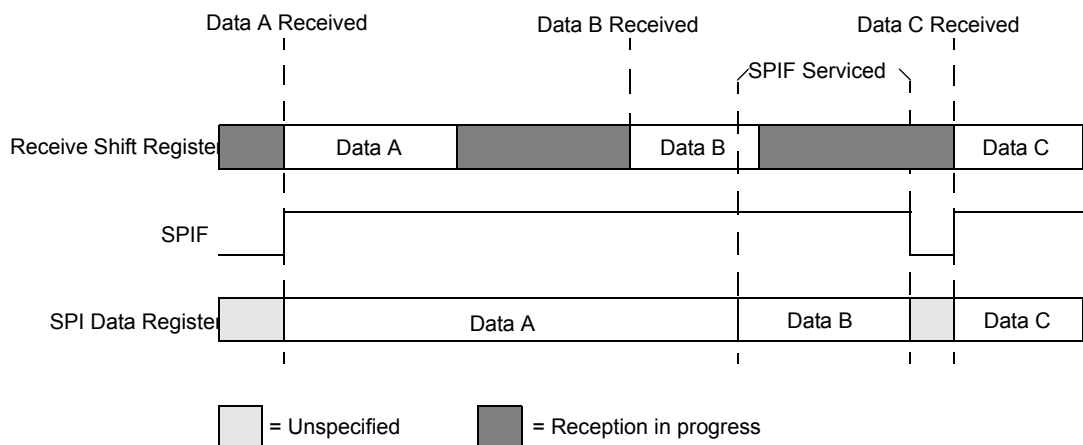 Data A Received
Data B Received
Data C Received
SPIF Serviced
Receive Shift Register
Data A
Data B
Data C
SPIF
SPI Data Register
Data A
Data B
Data C
= Unspecified
= Reception in progress